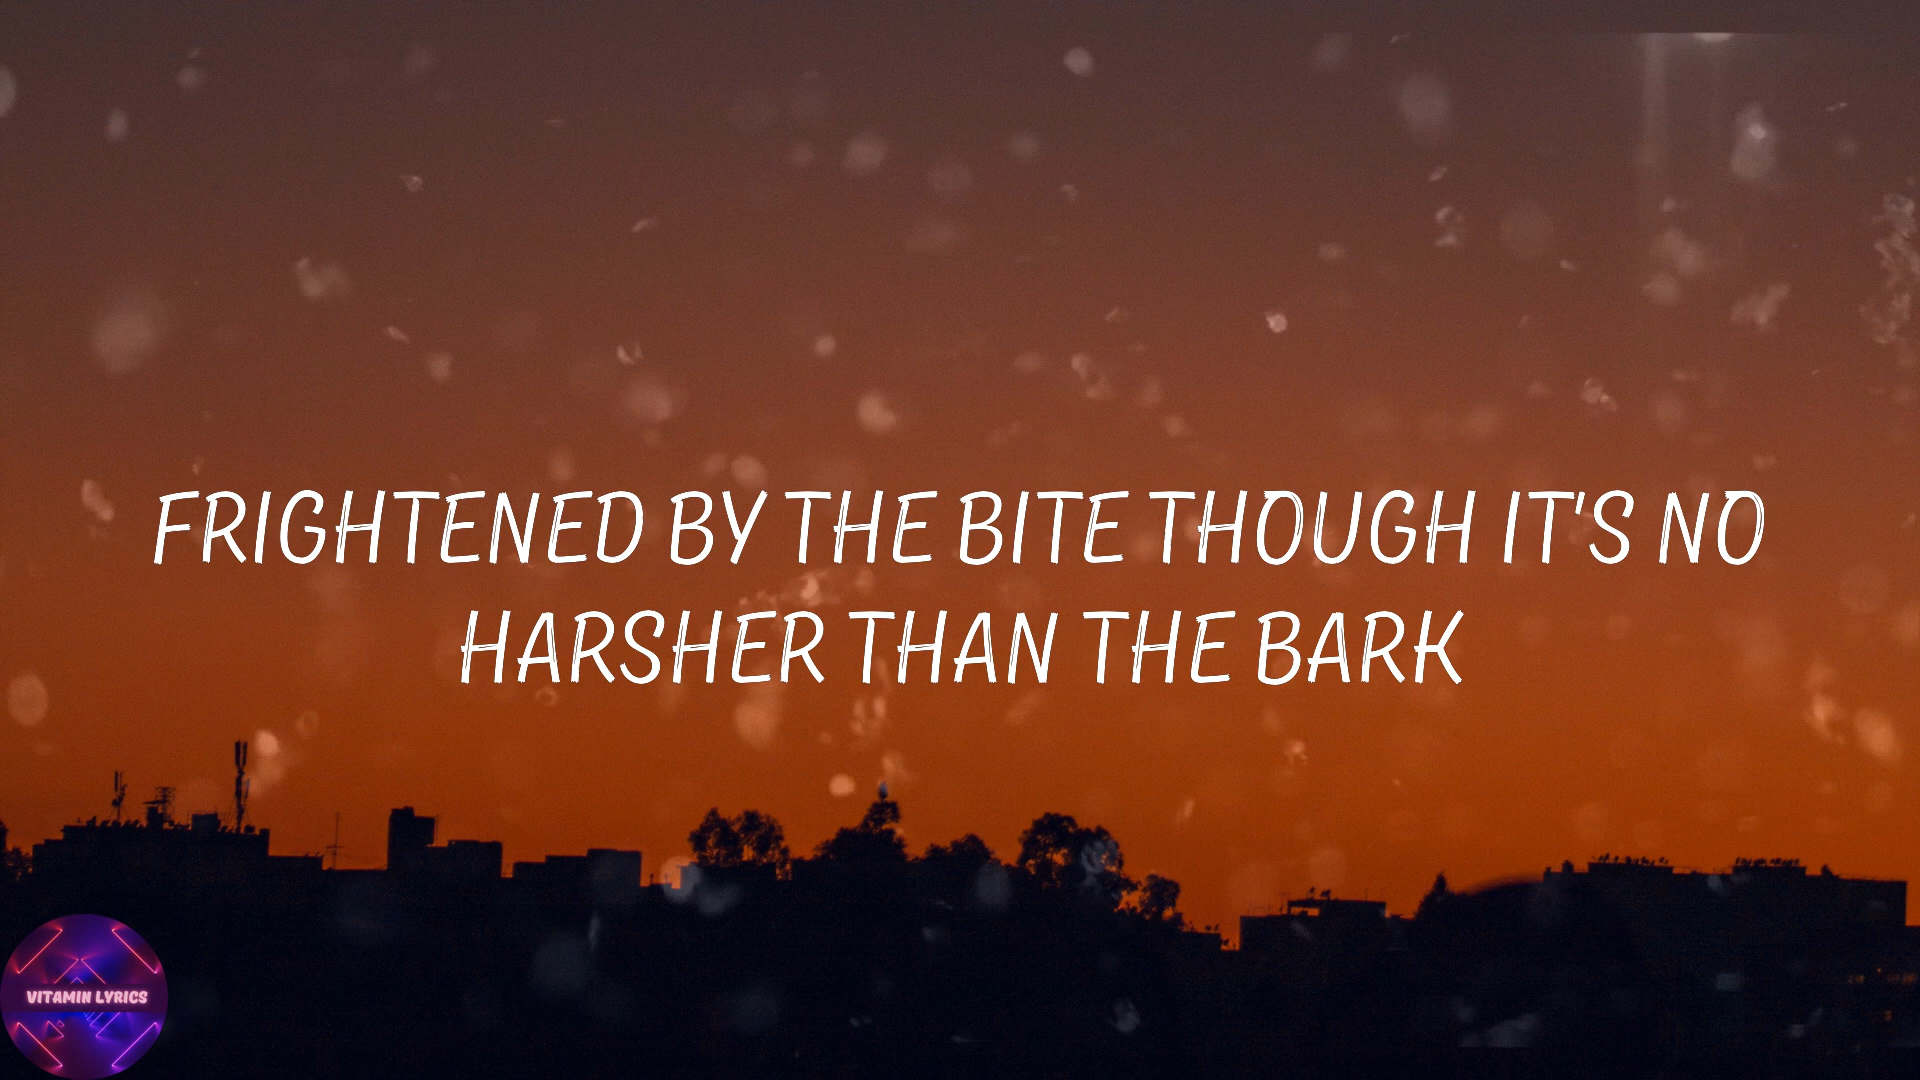 FRIGHTENED BY THE BITE THOUGH IT'S NO
HARSHER THAN THE BARK
VITAMIN LYRICS